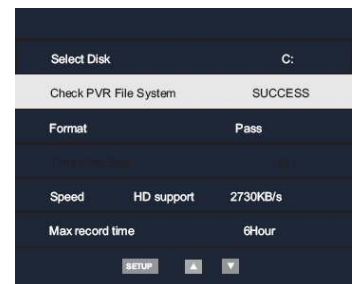 Select Disk C:
Check PVR File System SUCCESS
Format Pass
Speed HD support 2730KB/s
Max record time 6Hour
SETUP